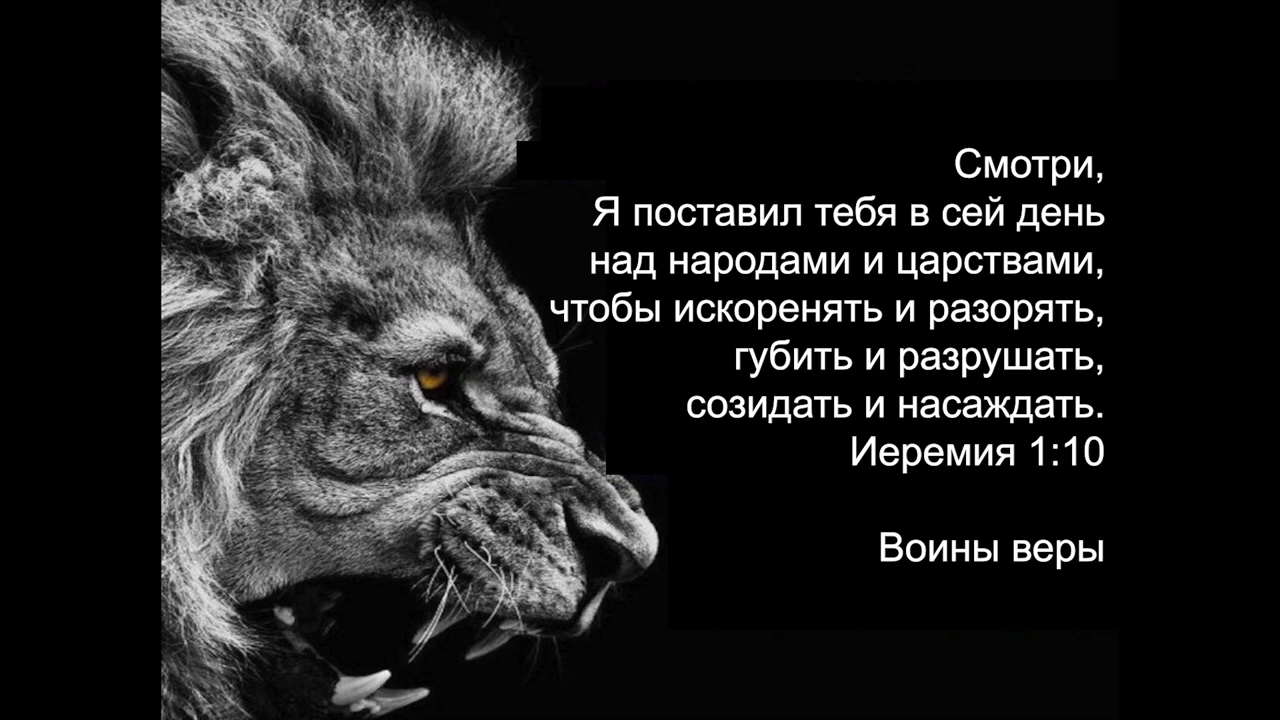 Смотри,
Я поставил тебя в сей день
над народами и царствами,
чтобы искоренять и разорять,
губить и разрушать,
созидать и насаждать.
Иеремия 1:10
Воины веры